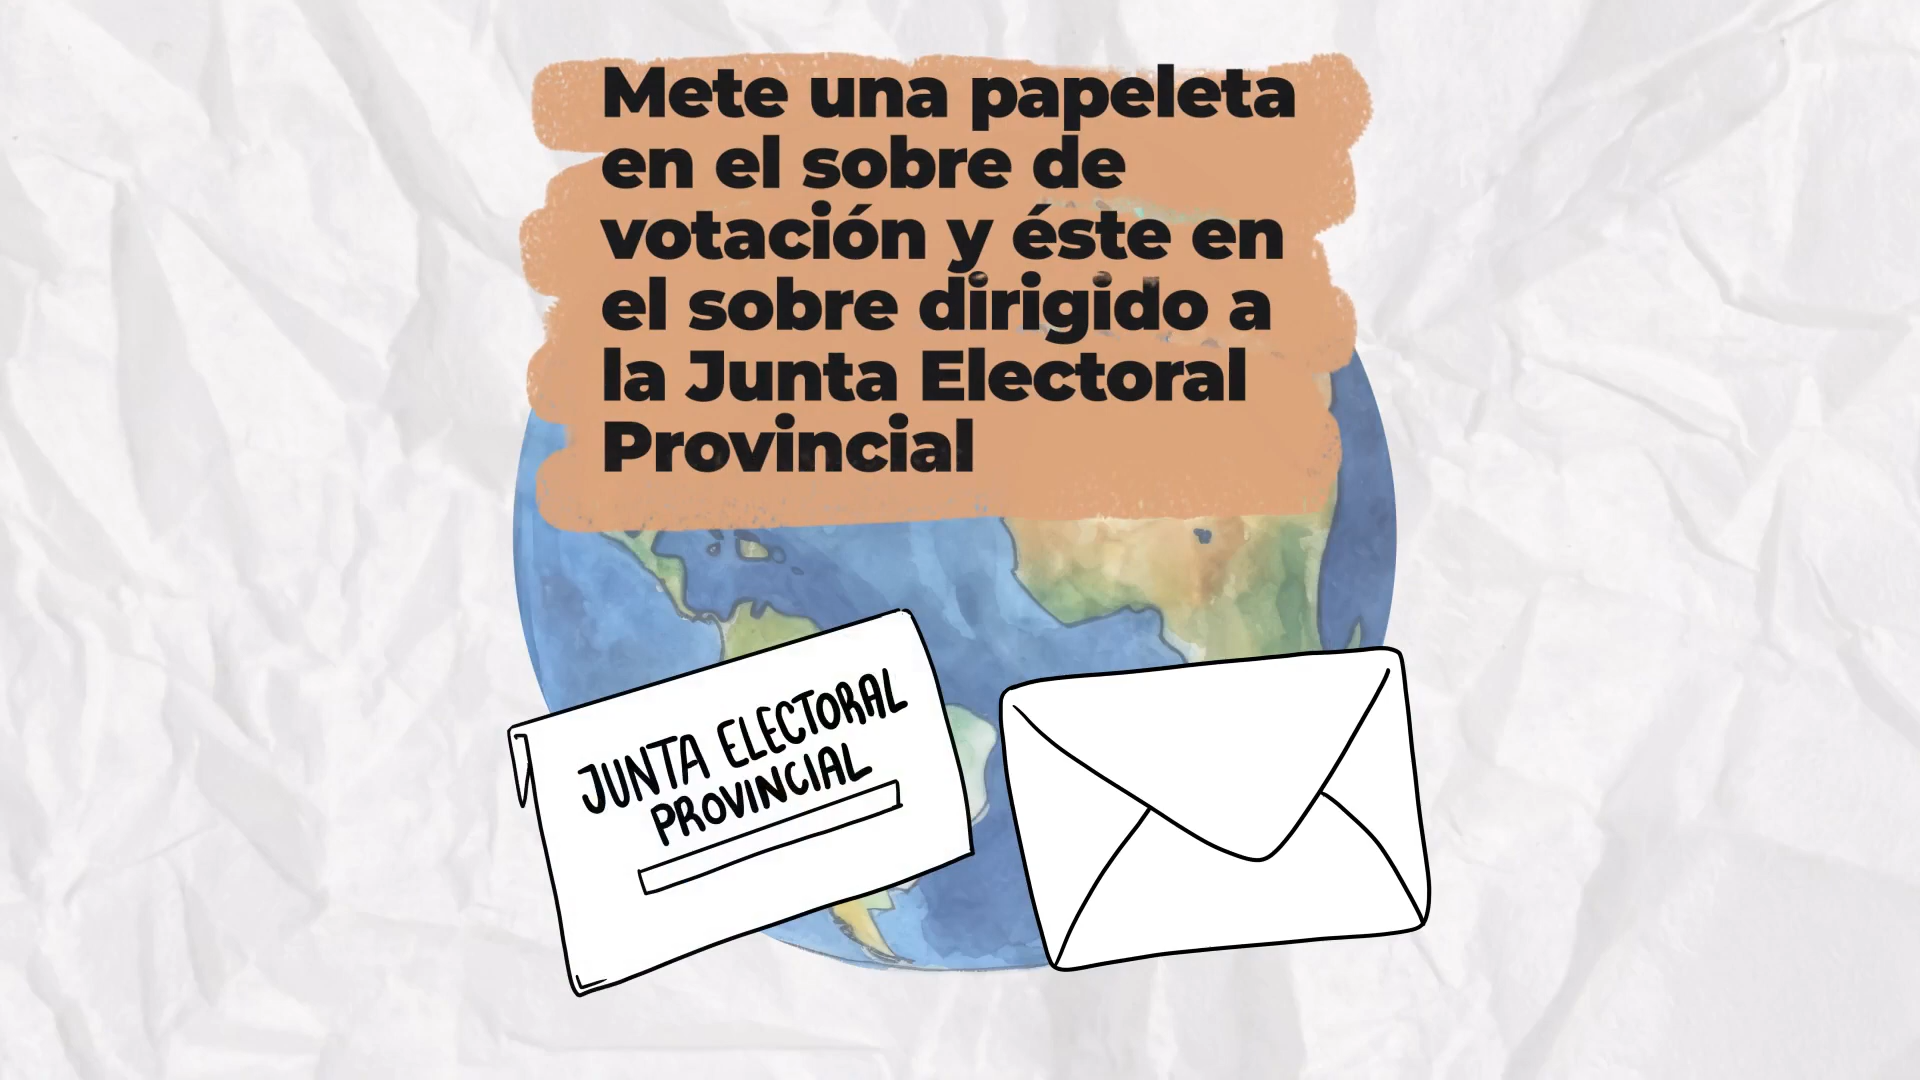 Mete una papeleta
en el sobre de
votación y éste en
el sobre dirigido a
la Junta Electoral
Provincial
JUNTA ELECTORAL
PROVINCIAL